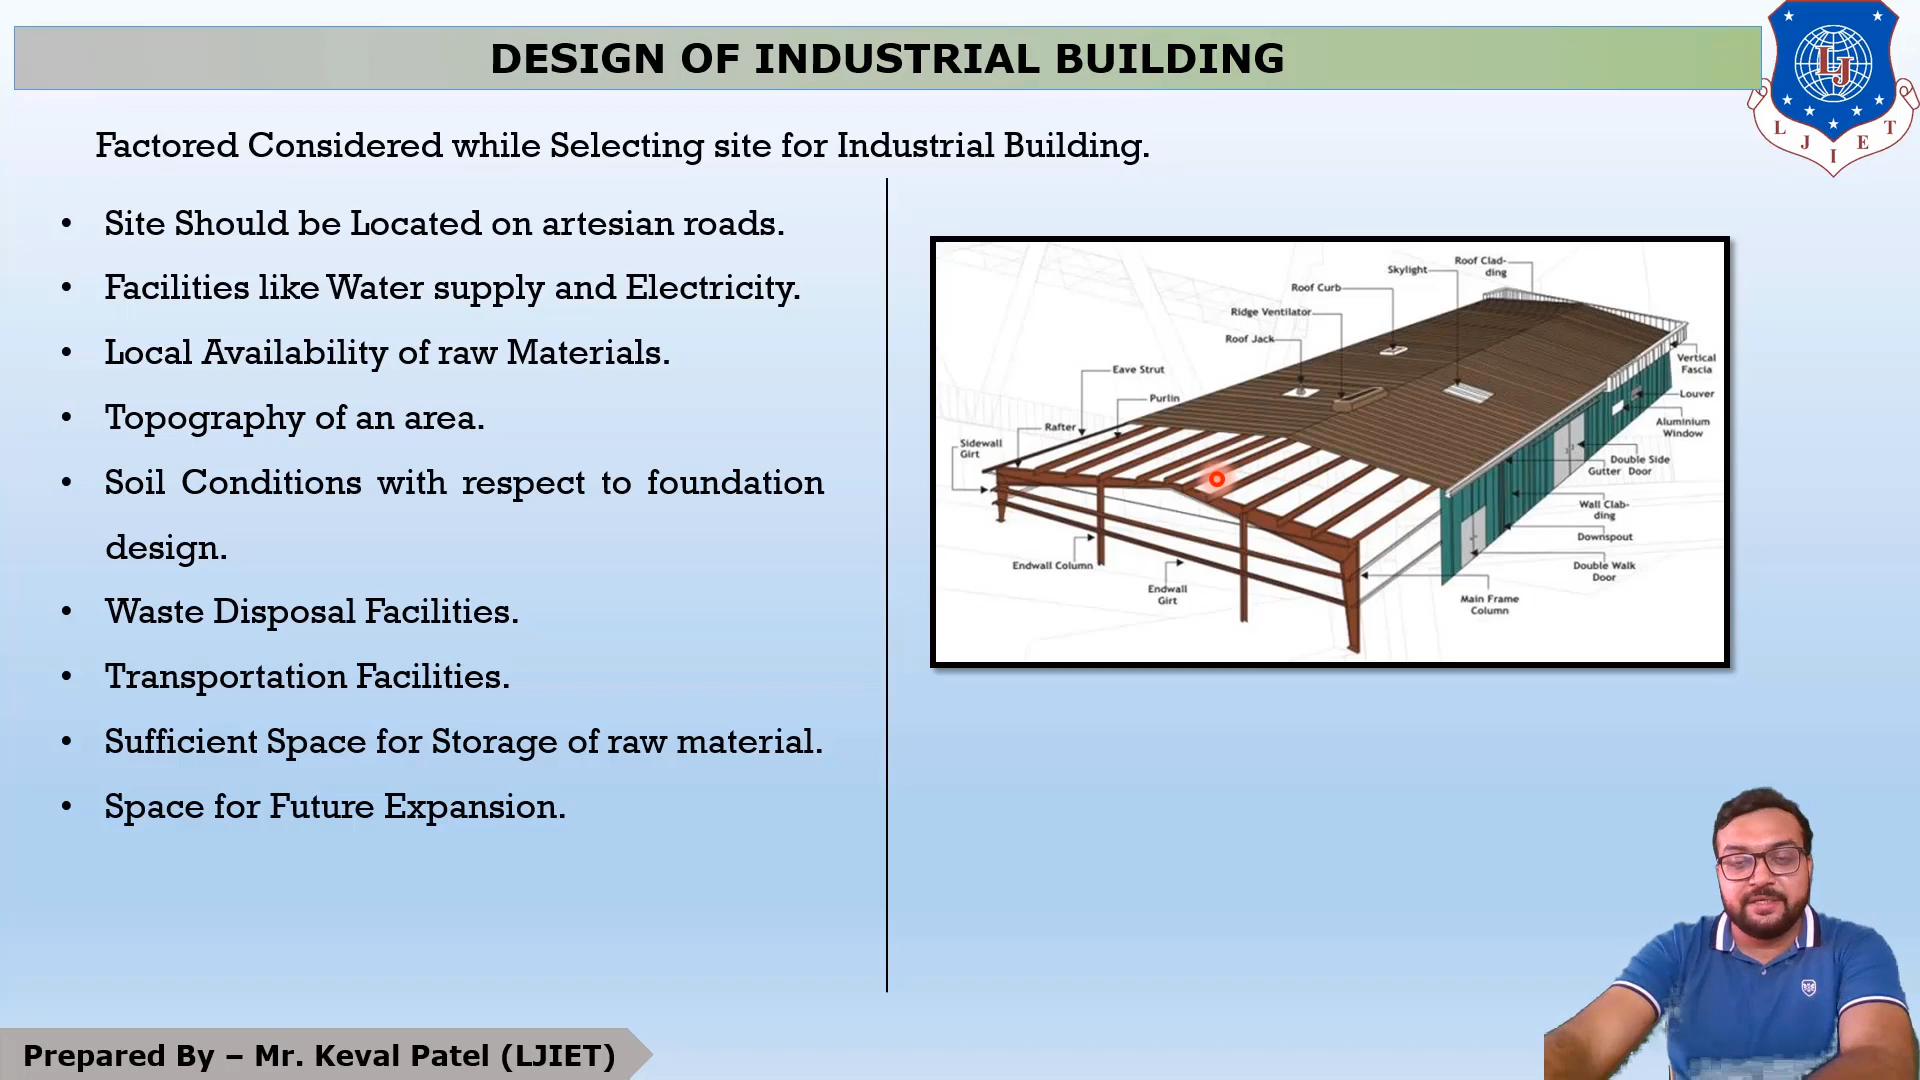 DESIGN OF INDUSTRIAL BUILDING
LJ
L J I E T
Factored Considered while Selecting site for Industrial Building.
• Site Should be Located on artesian roads.
• Facilities like Water supply and Electricity.
• Local Availability of raw Materials.
• Topography of an area.
• Soil Conditions with respect to foundation
design.
• Waste Disposal Facilities.
• Transportation Facilities.
• Sufficient Space for Storage of raw material.
• Space for Future Expansion.
Roof Clad-
ding
Skylight
Roof Curb
Ridge Ventilator
Roof Jack
Eave Strut
Purlin
Rafter
Sidewall
Girt
Vertical
Fascia
Louver
Aluminium
Window
Double Side
Gutter Door
Wall Clab-
ding
Downspout
Double Walk
Door
Main Frame
Column
Endwall Column
Endwall
Girt
Prepared By – Mr. Keval Patel (LJIET)